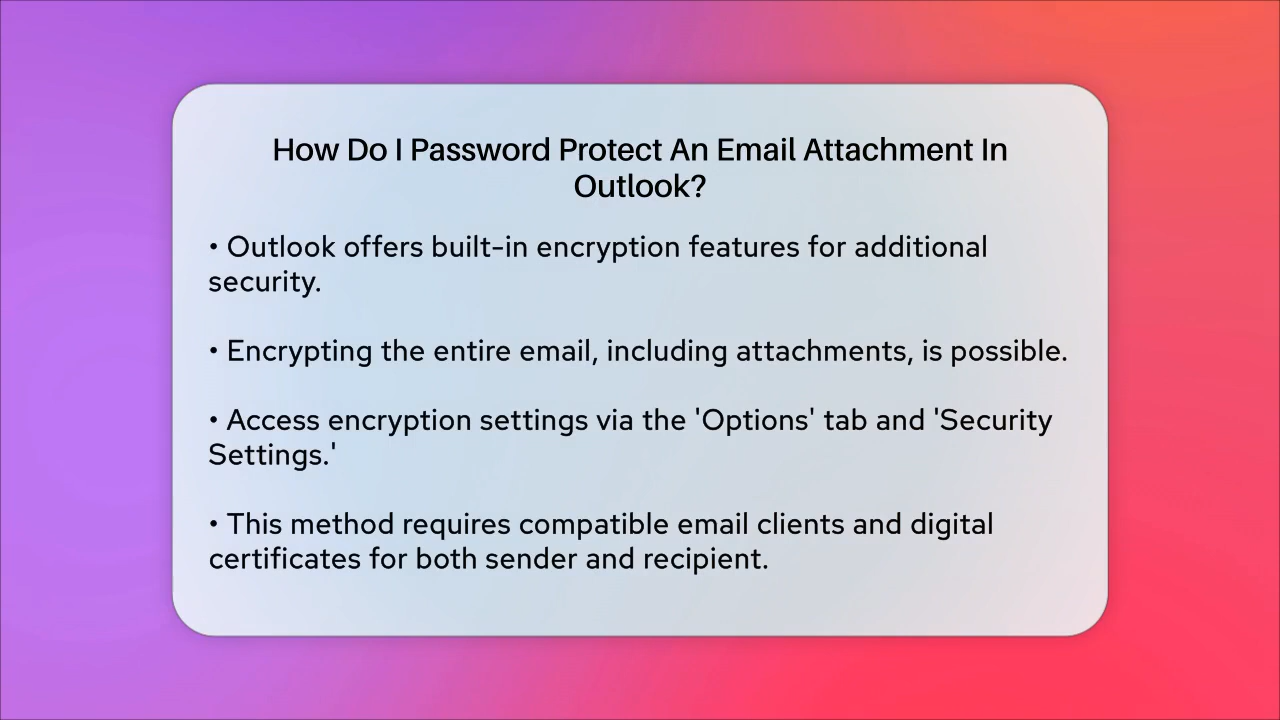 How Do I Password Protect An Email Attachment In
Outlook?
• Outlook offers built-in encryption features for additional
security.
• Encrypting the entire email, including attachments, is possible.
• Access encryption settings via the 'Options' tab and 'Security
Settings.'
• This method requires compatible email clients and digital
certificates for both sender and recipient.